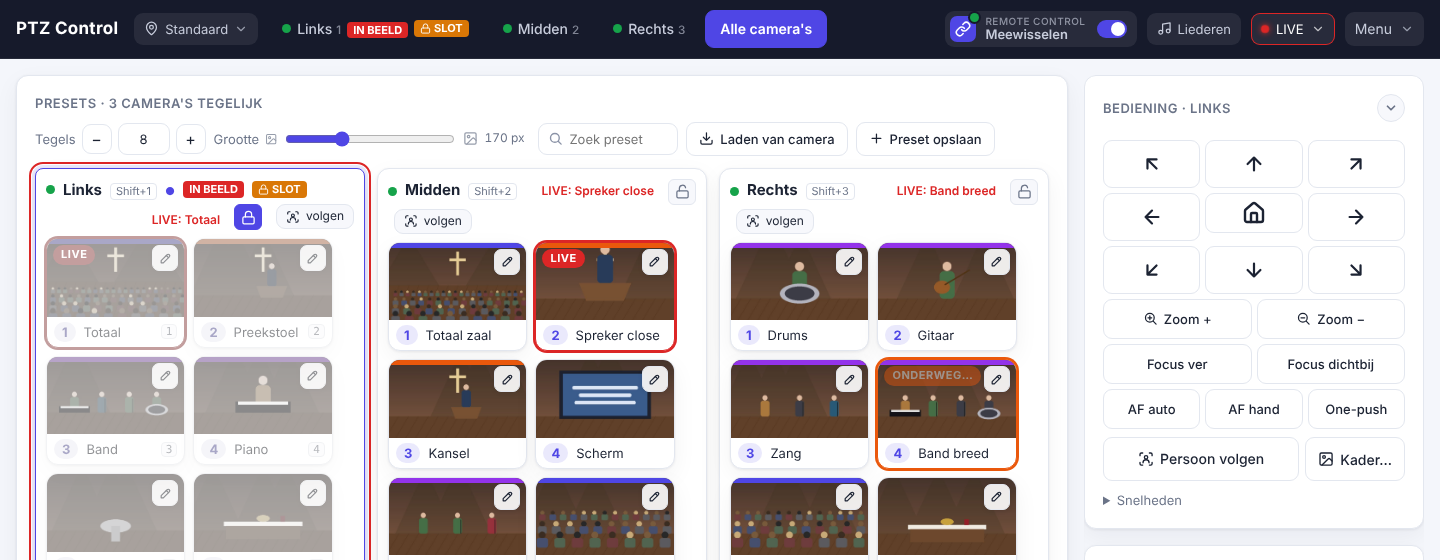 PTZ Control
Standaard
Links 1 IN BEELD SLOT
Midden 2
Rechts 3
Alle camera's
REMOTE CONTROL
Meewisselen
Liederen
LIVE
Menu
PRESETS · 3 CAMERA'S TEGELIJK
Tegels − 8 + Grootte 170 px Zoek preset Laden van camera + Preset opslaan
Links Shift+1 IN BEELD SLOT
LIVE: Totaal volgen
LIVE
1 Totaal 1
2 Preekstoel 2
3 Band 3
4 Piano 4
Midden Shift+2 LIVE: Spreker close
volgen
LIVE
1 Totaal zaal
2 Spreker close
3 Kansel
4 Scherm
Rechts Shift+3 LIVE: Band breed
volgen
1 Drums
2 Gitaar
ONDERWEG...
3 Zang
4 Band breed
BEDIENING · LINKS
Zoom +
Zoom −
Focus ver
Focus dichtbij
AF auto
AF hand
One-push
Persoon volgen
Kader...
Snelheden